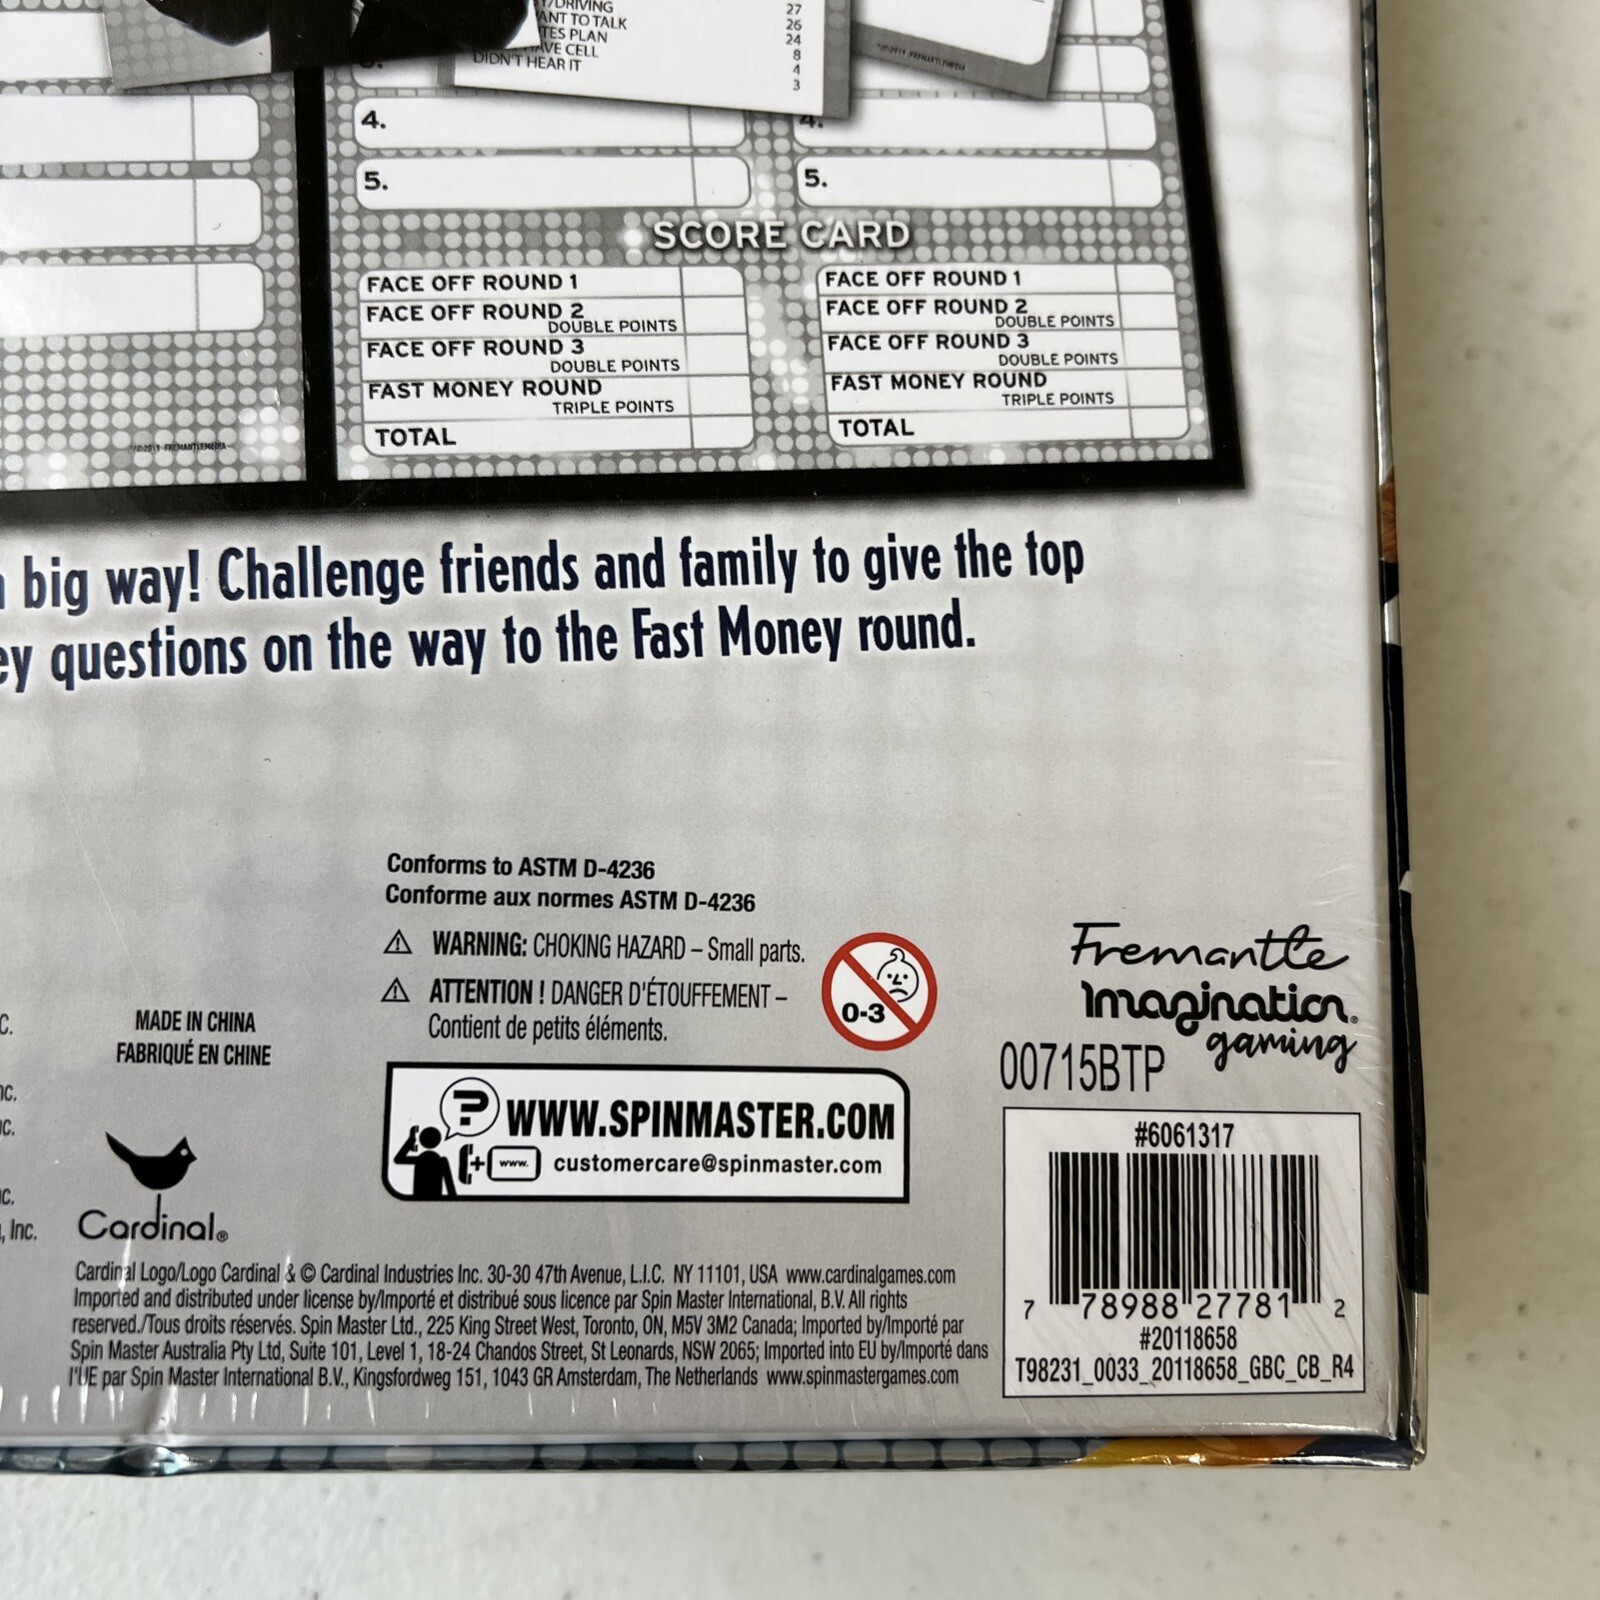 /DRIVING
ANT TO TALK
TES PLAN
AVE CELL
DIDN'T HEAR IT
27
26
24
8
4
3
4.
5.
4.
5.
SCORE CARD
FACE OFF ROUND 1
FACE OFF ROUND 2
DOUBLE POINTS
FACE OFF ROUND 3
DOUBLE POINTS
FAST MONEY ROUND
TRIPLE POINTS
TOTAL
FACE OFF ROUND 1
FACE OFF ROUND 2
DOUBLE POINTS
FACE OFF ROUND 3
DOUBLE POINTS
FAST MONEY ROUND
TRIPLE POINTS
TOTAL
big way! Challenge friends and family to give the top
ey questions on the way to the Fast Money round.
Conforms to ASTM D-4236
Conforme aux normes ASTM D-4236
WARNING: CHOKING HAZARD – Small parts.
ATTENTION ! DANGER D'ÉTOUFFEMENT –
Contient de petits éléments.
0-3
MADE IN CHINA
FABRIQUÉ EN CHINE
, Inc.
Fremantle
Imagination®
gaming
00715BTP
? WWW.SPINMASTER.COM
+ www. customercare@spinmaster.com
Cardinal®
Cardinal Logo/Logo Cardinal & © Cardinal Industries Inc. 30-30 47th Avenue, L.I.C. NY 11101, USA www.cardinalgames.com
Imported and distributed under license by/Importé et distribué sous licence par Spin Master International, B.V. All rights
reserved./Tous droits réservés. Spin Master Ltd., 225 King Street West, Toronto, ON, M5V 3M2 Canada; Imported by/Importé par
Spin Master Australia Pty Ltd, Suite 101, Level 1, 18-24 Chandos Street, St Leonards, NSW 2065; Imported into EU by/Importé dans
l'UE par Spin Master International B.V., Kingsfordweg 151, 1043 GR Amsterdam, The Netherlands www.spinmastergames.com
#6061317
7 78988 27781 2
#20118658
T98231_0033_20118658_GBC_CB_R4